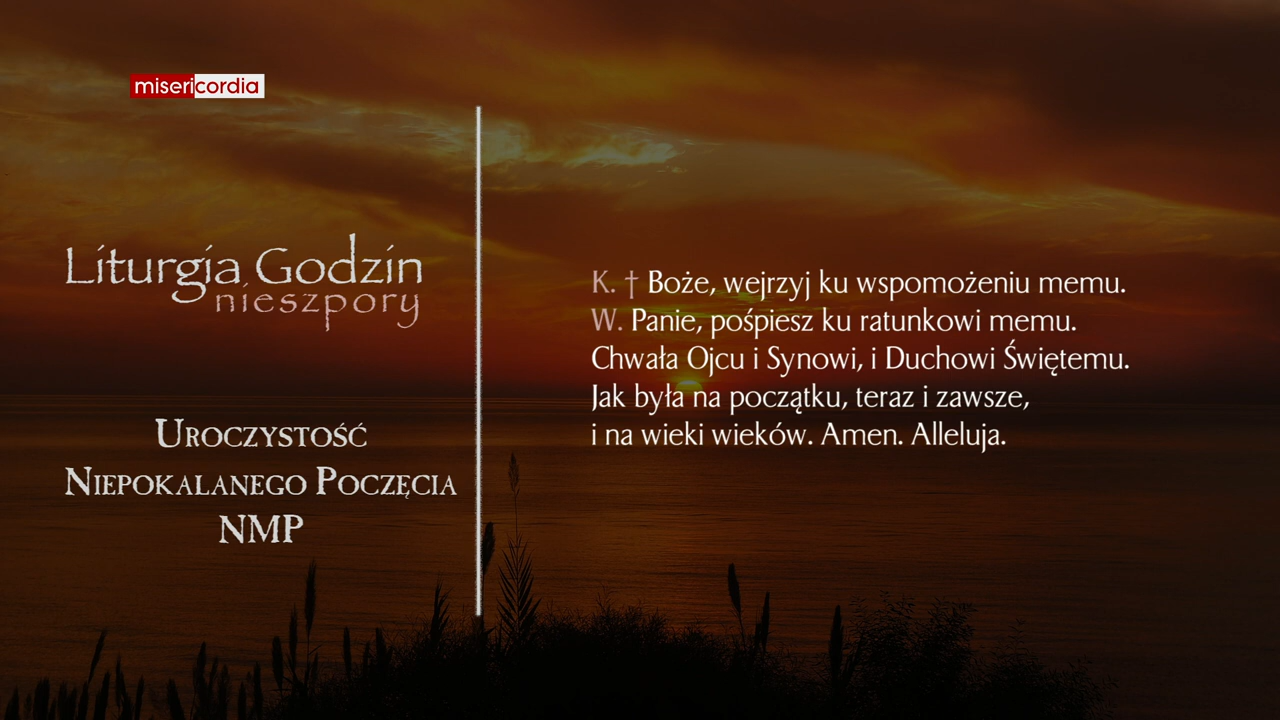 misericordia
Liturgia Godzin
nieszpory
Uroczystość
Niepokalanego Poczęcia
NMP
K. † Boże, wejrzyj ku wspomożeniu memu.
W. Panie, pośpiesz ku ratunkowi memu.
Chwała Ojcu i Synowi, i Duchowi Świętemu.
Jak była na początku, teraz i zawsze,
i na wieki wieków. Amen. Alleluja.